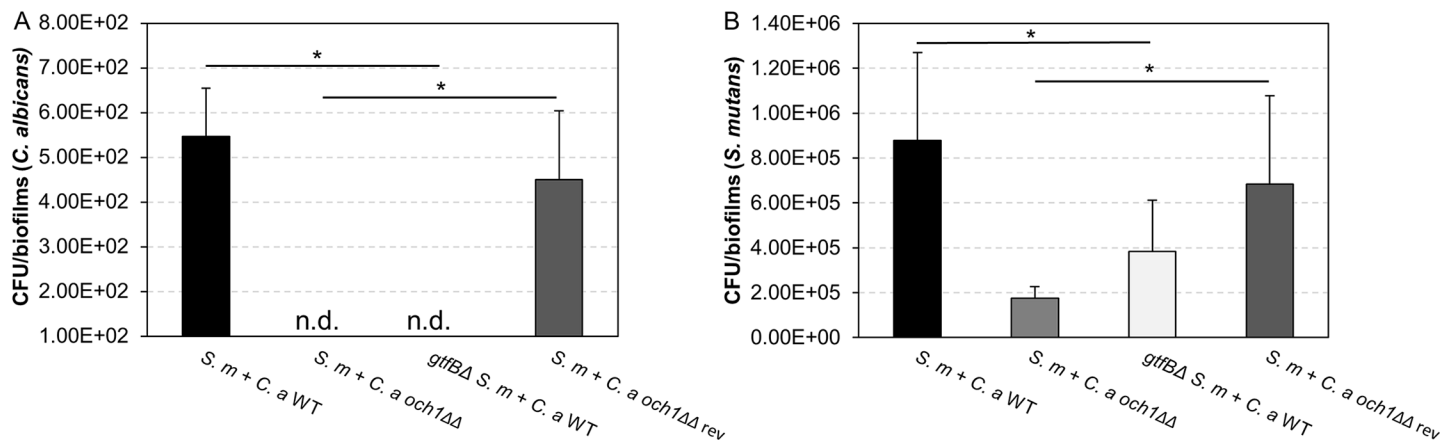 A
CFU/biofilms (C. albicans)
8.00E+02
7.00E+02
6.00E+02
5.00E+02
4.00E+02
3.00E+02
2.00E+02
1.00E+02
*
*
n.d.
n.d.
S. m + C. a WT
S. m + C. a och1ΔΔ
gtfBΔ S. m + C. a WT
S. m + C. a och1ΔΔ rev
B
CFU/biofilms (S. mutans)
1.40E+06
1.20E+06
1.00E+06
8.00E+05
6.00E+05
4.00E+05
2.00E+05
0.00E+00
*
*
S. m + C. a WT
S. m + C. a och1ΔΔ
gtfBΔ S. m + C. a WT
S. m + C. a och1ΔΔ rev